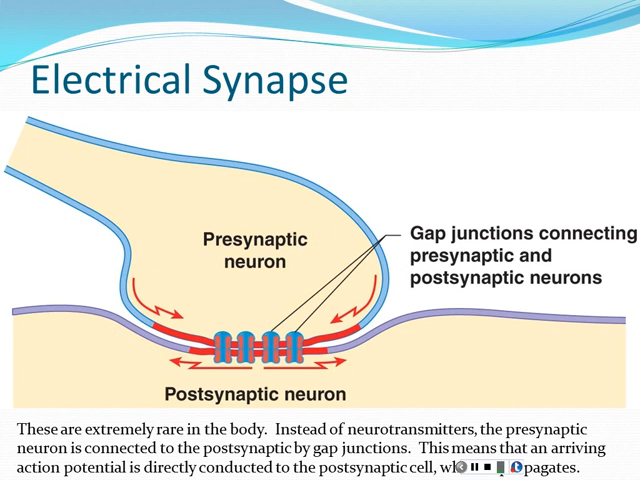 Electrical Synapse
Presynaptic
neuron
Gap junctions connecting
presynaptic and
postsynaptic neurons
Postsynaptic neuron
These are extremely rare in the body.  Instead of neurotransmitters, the presynaptic
neuron is connected to the postsynaptic by gap junctions.  This means that an arriving
action potential is directly conducted to the postsynaptic cell,